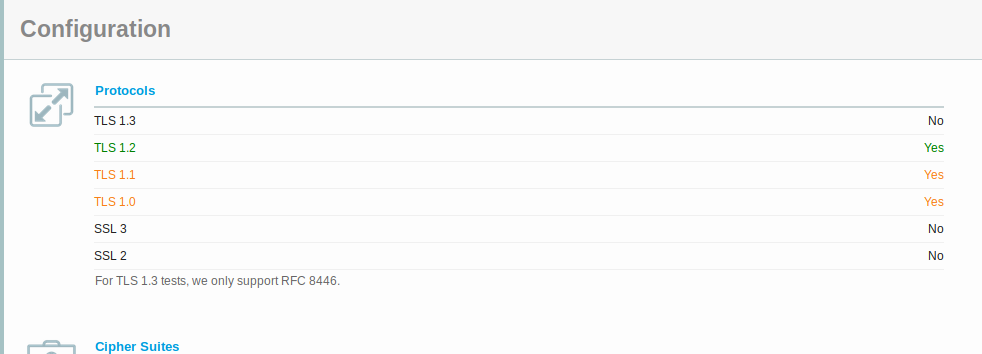 Configuration
Protocols
TLS 1.3 No
TLS 1.2 Yes
TLS 1.1 Yes
TLS 1.0 Yes
SSL 3 No
SSL 2 No
For TLS 1.3 tests, we only support RFC 8446.
Cipher Suites